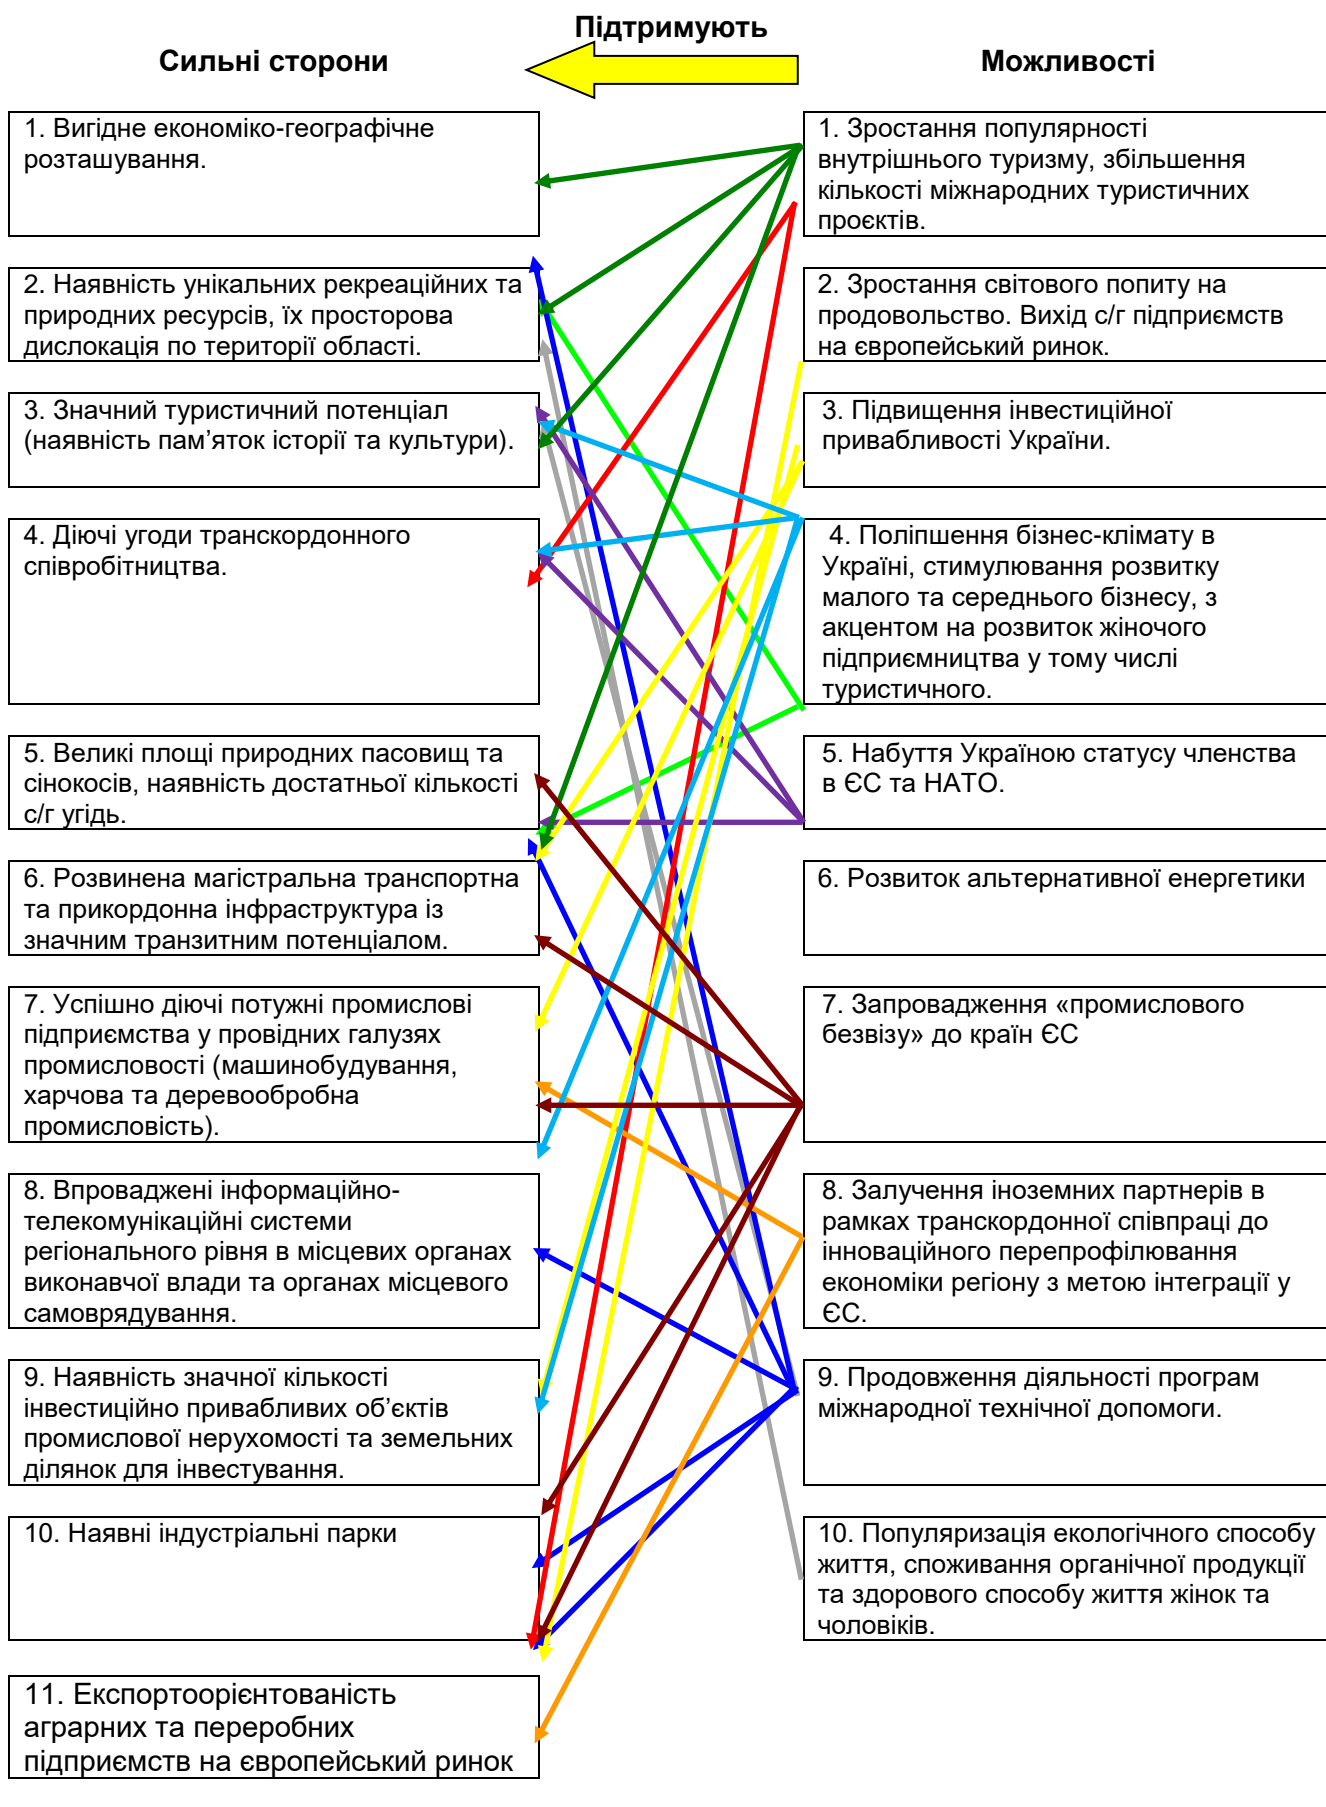 Підтримують
Сильні сторони
Можливості
1. Вигідне економіко-географічне
розташування.
2. Наявність унікальних рекреаційних та
природних ресурсів, їх просторова
дислокація по території області.
3. Значний туристичний потенціал
(наявність пам’яток історії та культури).
4. Діючі угоди транскордонного
співробітництва.
5. Великі площі природних пасовищ та
сінокосів, наявність достатньої кількості
с/г угідь.
6. Розвинена магістральна транспортна
та прикордонна інфраструктура із
значним транзитним потенціалом.
7. Успішно діючі потужні промислові
підприємства у провідних галузях
промисловості (машинобудування,
харчова та деревообробна
промисловість).
8. Впроваджені інформаційно-
телекомунікаційні системи
регіонального рівня в місцевих органах
виконавчої влади та органах місцевого
самоврядування.
9. Наявність значної кількості
інвестиційно привабливих об’єктів
промислової нерухомості та земельних
ділянок для інвестування.
10. Наявні індустріальні парки
11. Експортоорієнтованість
аграрних та переробних
підприємств на європейський ринок
1. Зростання популярності
внутрішнього туризму, збільшення
кількості міжнародних туристичних
проєктів.
2. Зростання світового попиту на
продовольство. Вихід с/г підприємств
на європейський ринок.
3. Підвищення інвестиційної
привабливості України.
4. Поліпшення бізнес-клімату в
Україні, стимулювання розвитку
малого та середнього бізнесу, з
акцентом на розвиток жіночого
підприємництва у тому числі
туристичного.
5. Набуття Україною статусу членства
в ЄС та НАТО.
6. Розвиток альтернативної енергетики
7. Запровадження «промислового
безвізу» до країн ЄС
8. Залучення іноземних партнерів в
рамках транскордонної співпраці до
інноваційного перепрофілювання
економіки регіону з метою інтеграції у
ЄС.
9. Продовження діяльності програм
міжнародної технічної допомоги.
10. Популяризація екологічного способу
життя, споживання органічної продукції
та здорового способу життя жінок та
чоловіків.